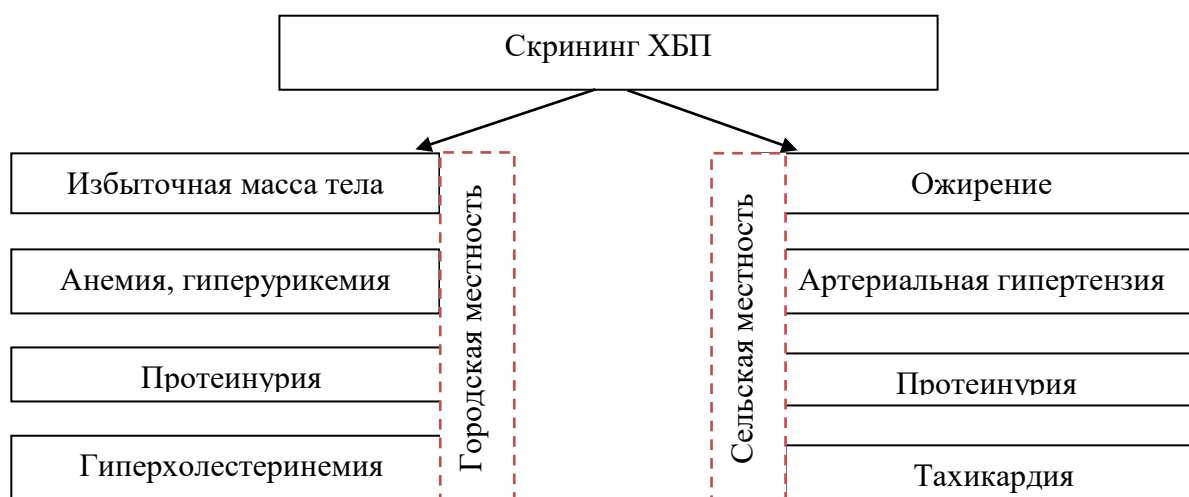 Скрининг ХБП
Избыточная масса тела
Анемия, гиперурикемия
Протеинурия
Гиперхолестеринемия
Городская местность
Сельская местность
Ожирение
Артериальная гипертензия
Протеинурия
Тахикардия